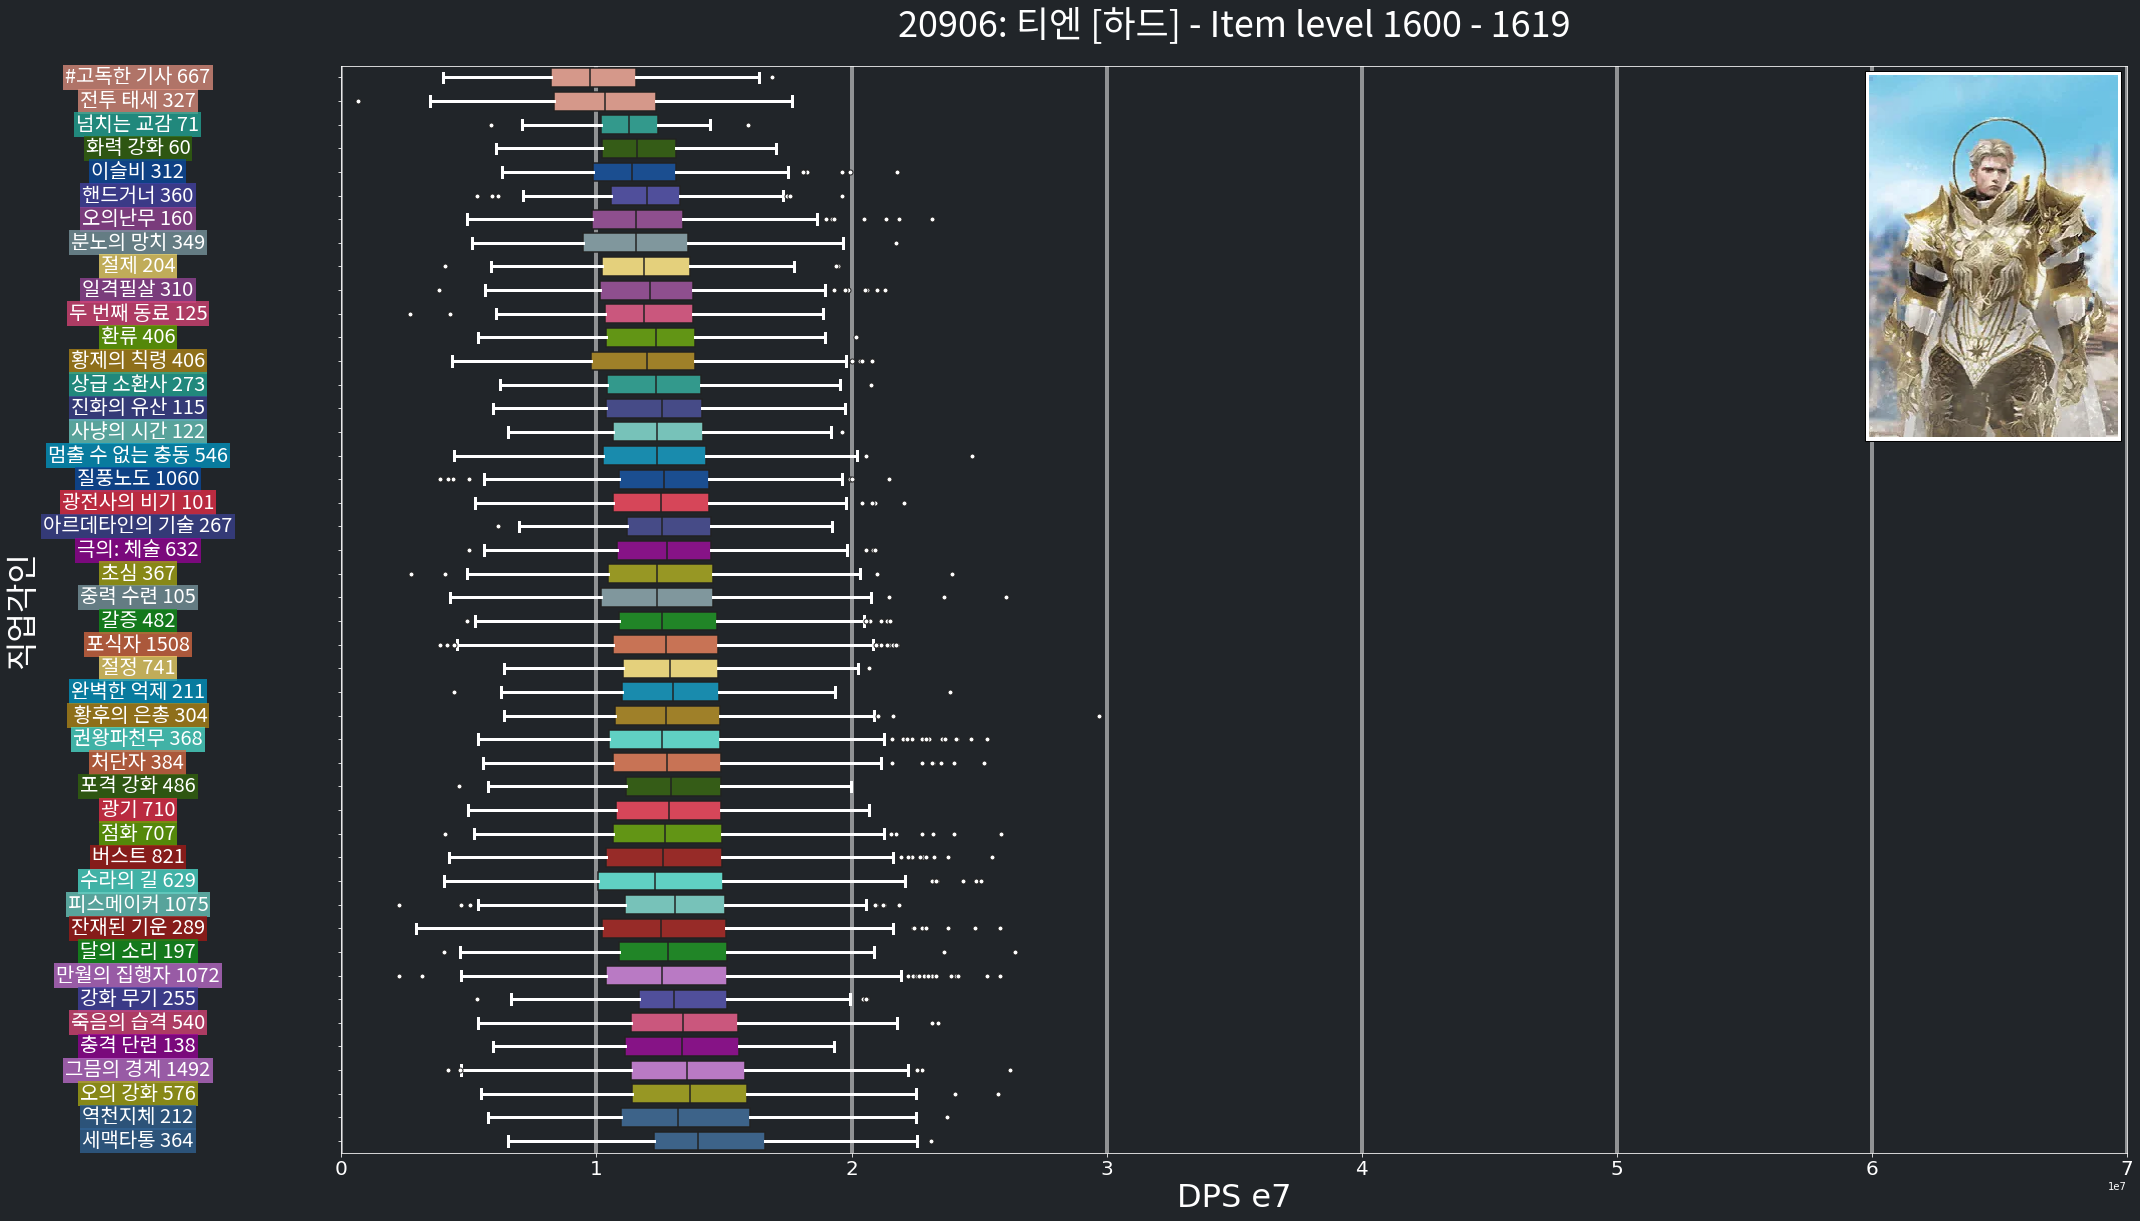 20906: 티엔 [하드] - Item level 1600 - 1619
#고독한 기사 667
전투 태세 327
넘치는 교감 71
화력 강화 60
이슬비 312
핸드거너 360
오의난무 160
분노의 망치 349
절제 204
일격필살 310
두 번째 동료 125
환류 406
황제의 칙령 406
상급 소환사 273
진화의 유산 115
사냥의 시간 122
멈출 수 없는 충동 546
질풍노도 1060
광전사의 비기 101
아르데타인의 기술 267
극의: 체술 632
초심 367
중력 수련 105
갈증 482
포식자 1508
절정 741
완벽한 억제 211
황후의 은총 304
권왕파천무 368
처단자 384
포격 강화 486
광기 710
점화 707
버스트 821
수라의 길 629
피스메이커 1075
잔재된 기운 289
달의 소리 197
만월의 집행자 1072
강화 무기 255
죽음의 습격 540
충격 단련 138
그믐의 경계 1492
오의 강화 576
역천지체 212
세맥타통 364
직업각인
0 1 2 3 4 5 6 7
DPS e7
1e7